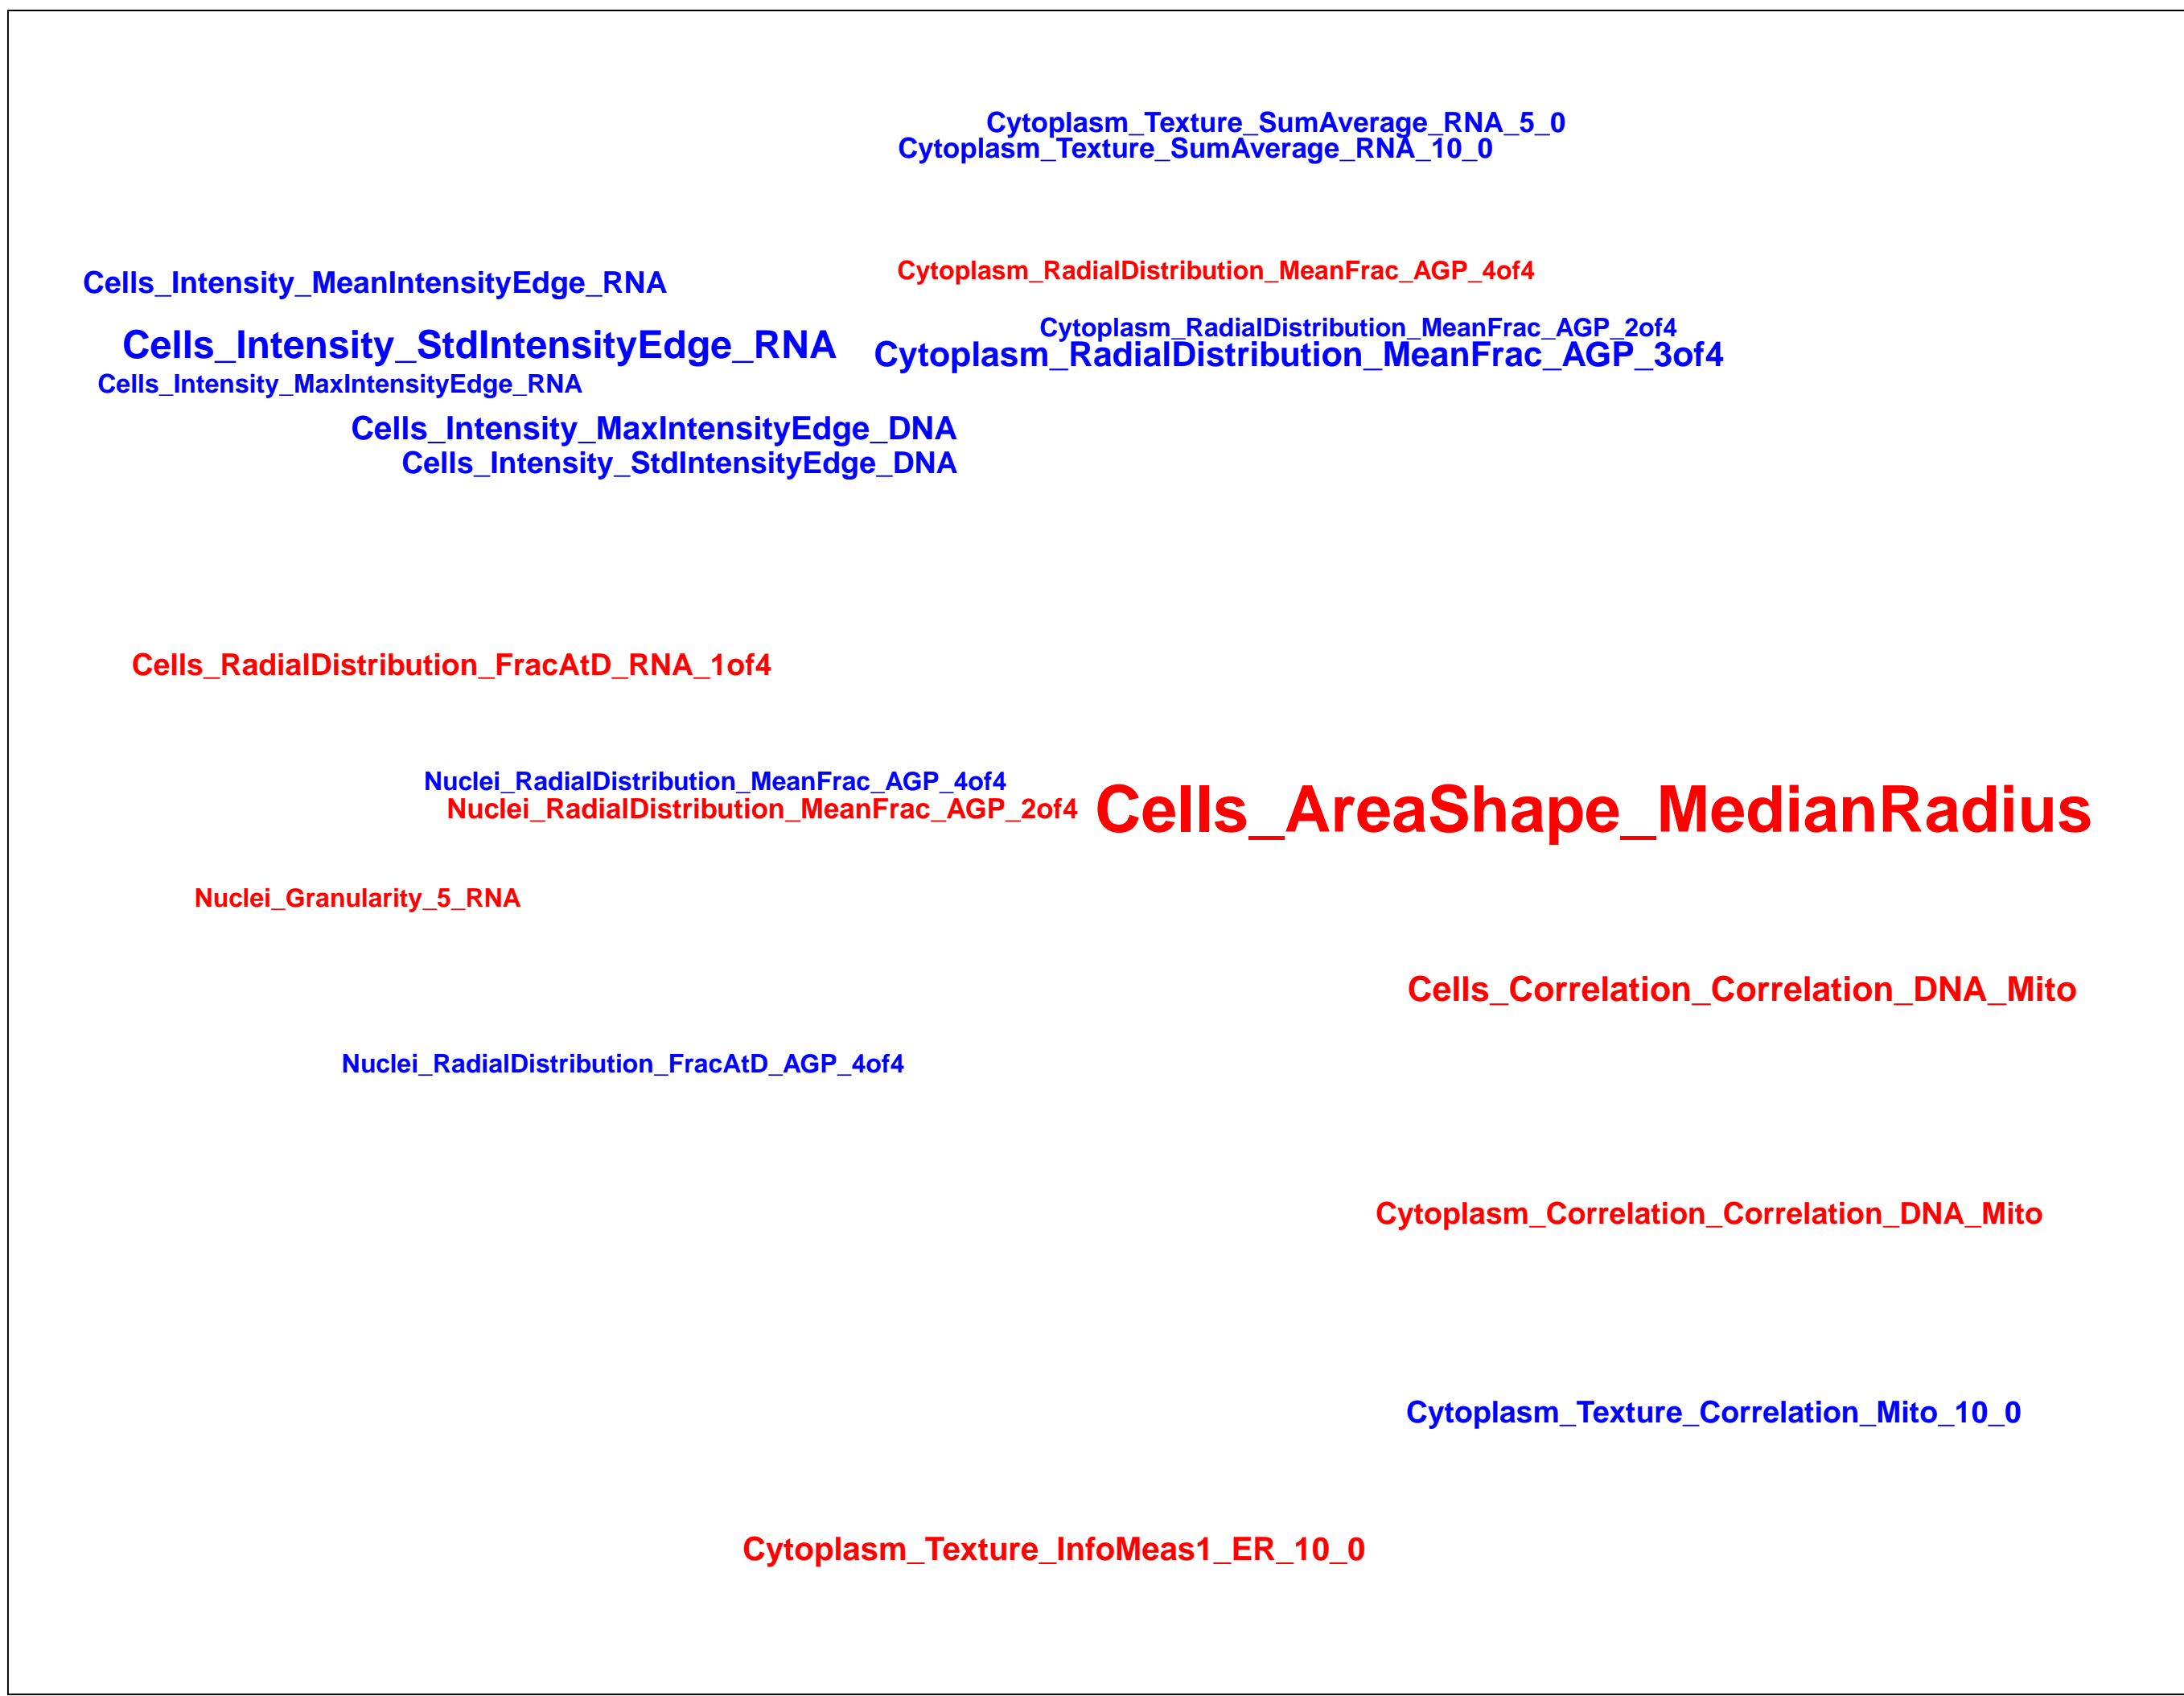 Cytoplasm_Texture_SumAverage_RNA_5_0
Cytoplasm_Texture_SumAverage_RNA_10_0
Cytoplasm_RadialDistribution_MeanFrac_AGP_4of4
Cells_Intensity_MeanIntensityEdge_RNA
Cytoplasm_RadialDistribution_MeanFrac_AGP_2of4
Cells_Intensity_StdIntensityEdge_RNA
Cytoplasm_RadialDistribution_MeanFrac_AGP_3of4
Cells_Intensity_MaxIntensityEdge_RNA
Cells_Intensity_MaxIntensityEdge_DNA
Cells_Intensity_StdIntensityEdge_DNA
Cells_RadialDistribution_FracAtD_RNA_1of4
Nuclei_RadialDistribution_MeanFrac_AGP_4of4
Nuclei_RadialDistribution_MeanFrac_AGP_2of4
Cells_AreaShape_MedianRadius
Nuclei_Granularity_5_RNA
Cells_Correlation_Correlation_DNA_Mito
Nuclei_RadialDistribution_FracAtD_AGP_4of4
Cytoplasm_Correlation_Correlation_DNA_Mito
Cytoplasm_Texture_Correlation_Mito_10_0
Cytoplasm_Texture_InfoMeas1_ER_10_0